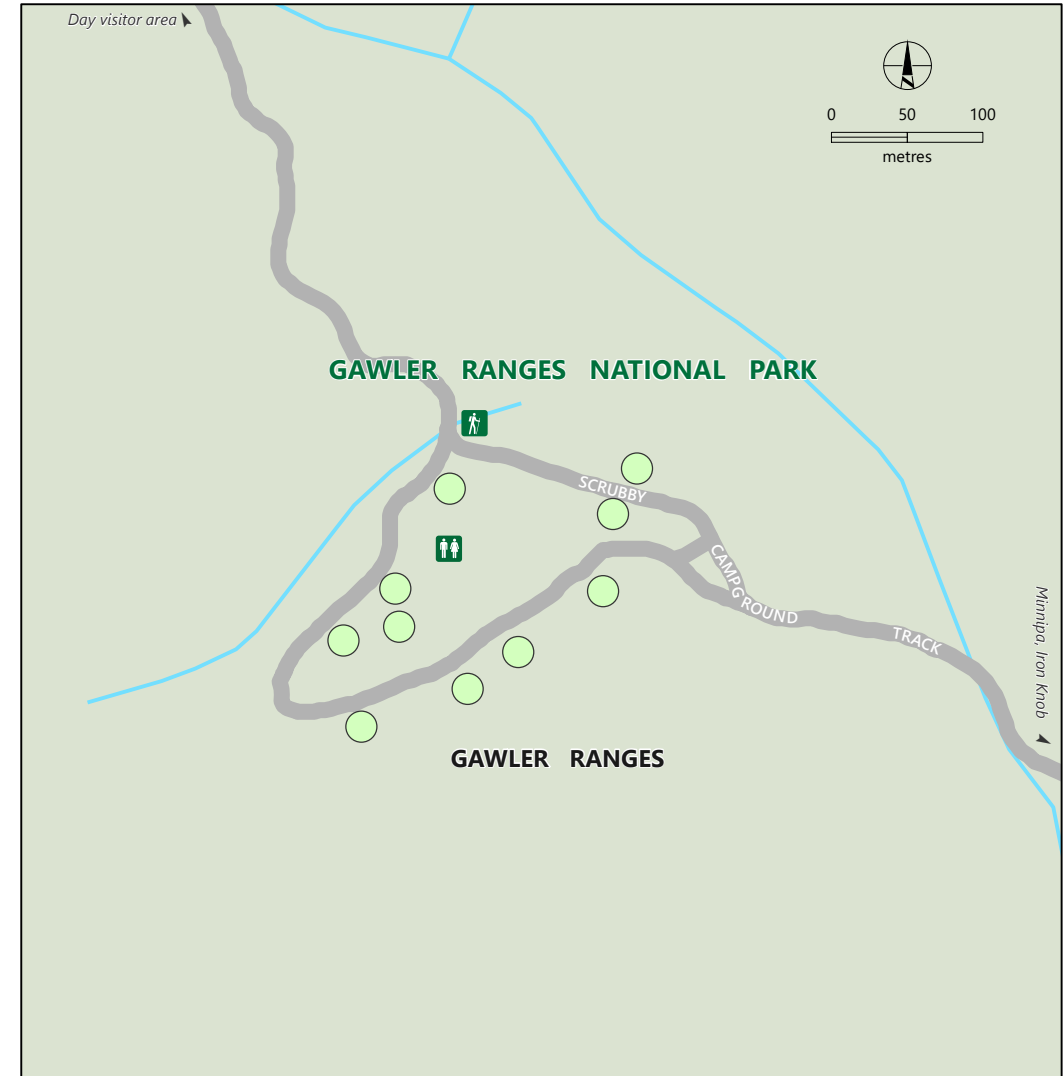 Day visitor area
0 50 100
metres
GAWLER RANGES NATIONAL PARK
SCRUBBY
CAMPGROUND
TRACK
Minnipa, Iron Knob
GAWLER RANGES